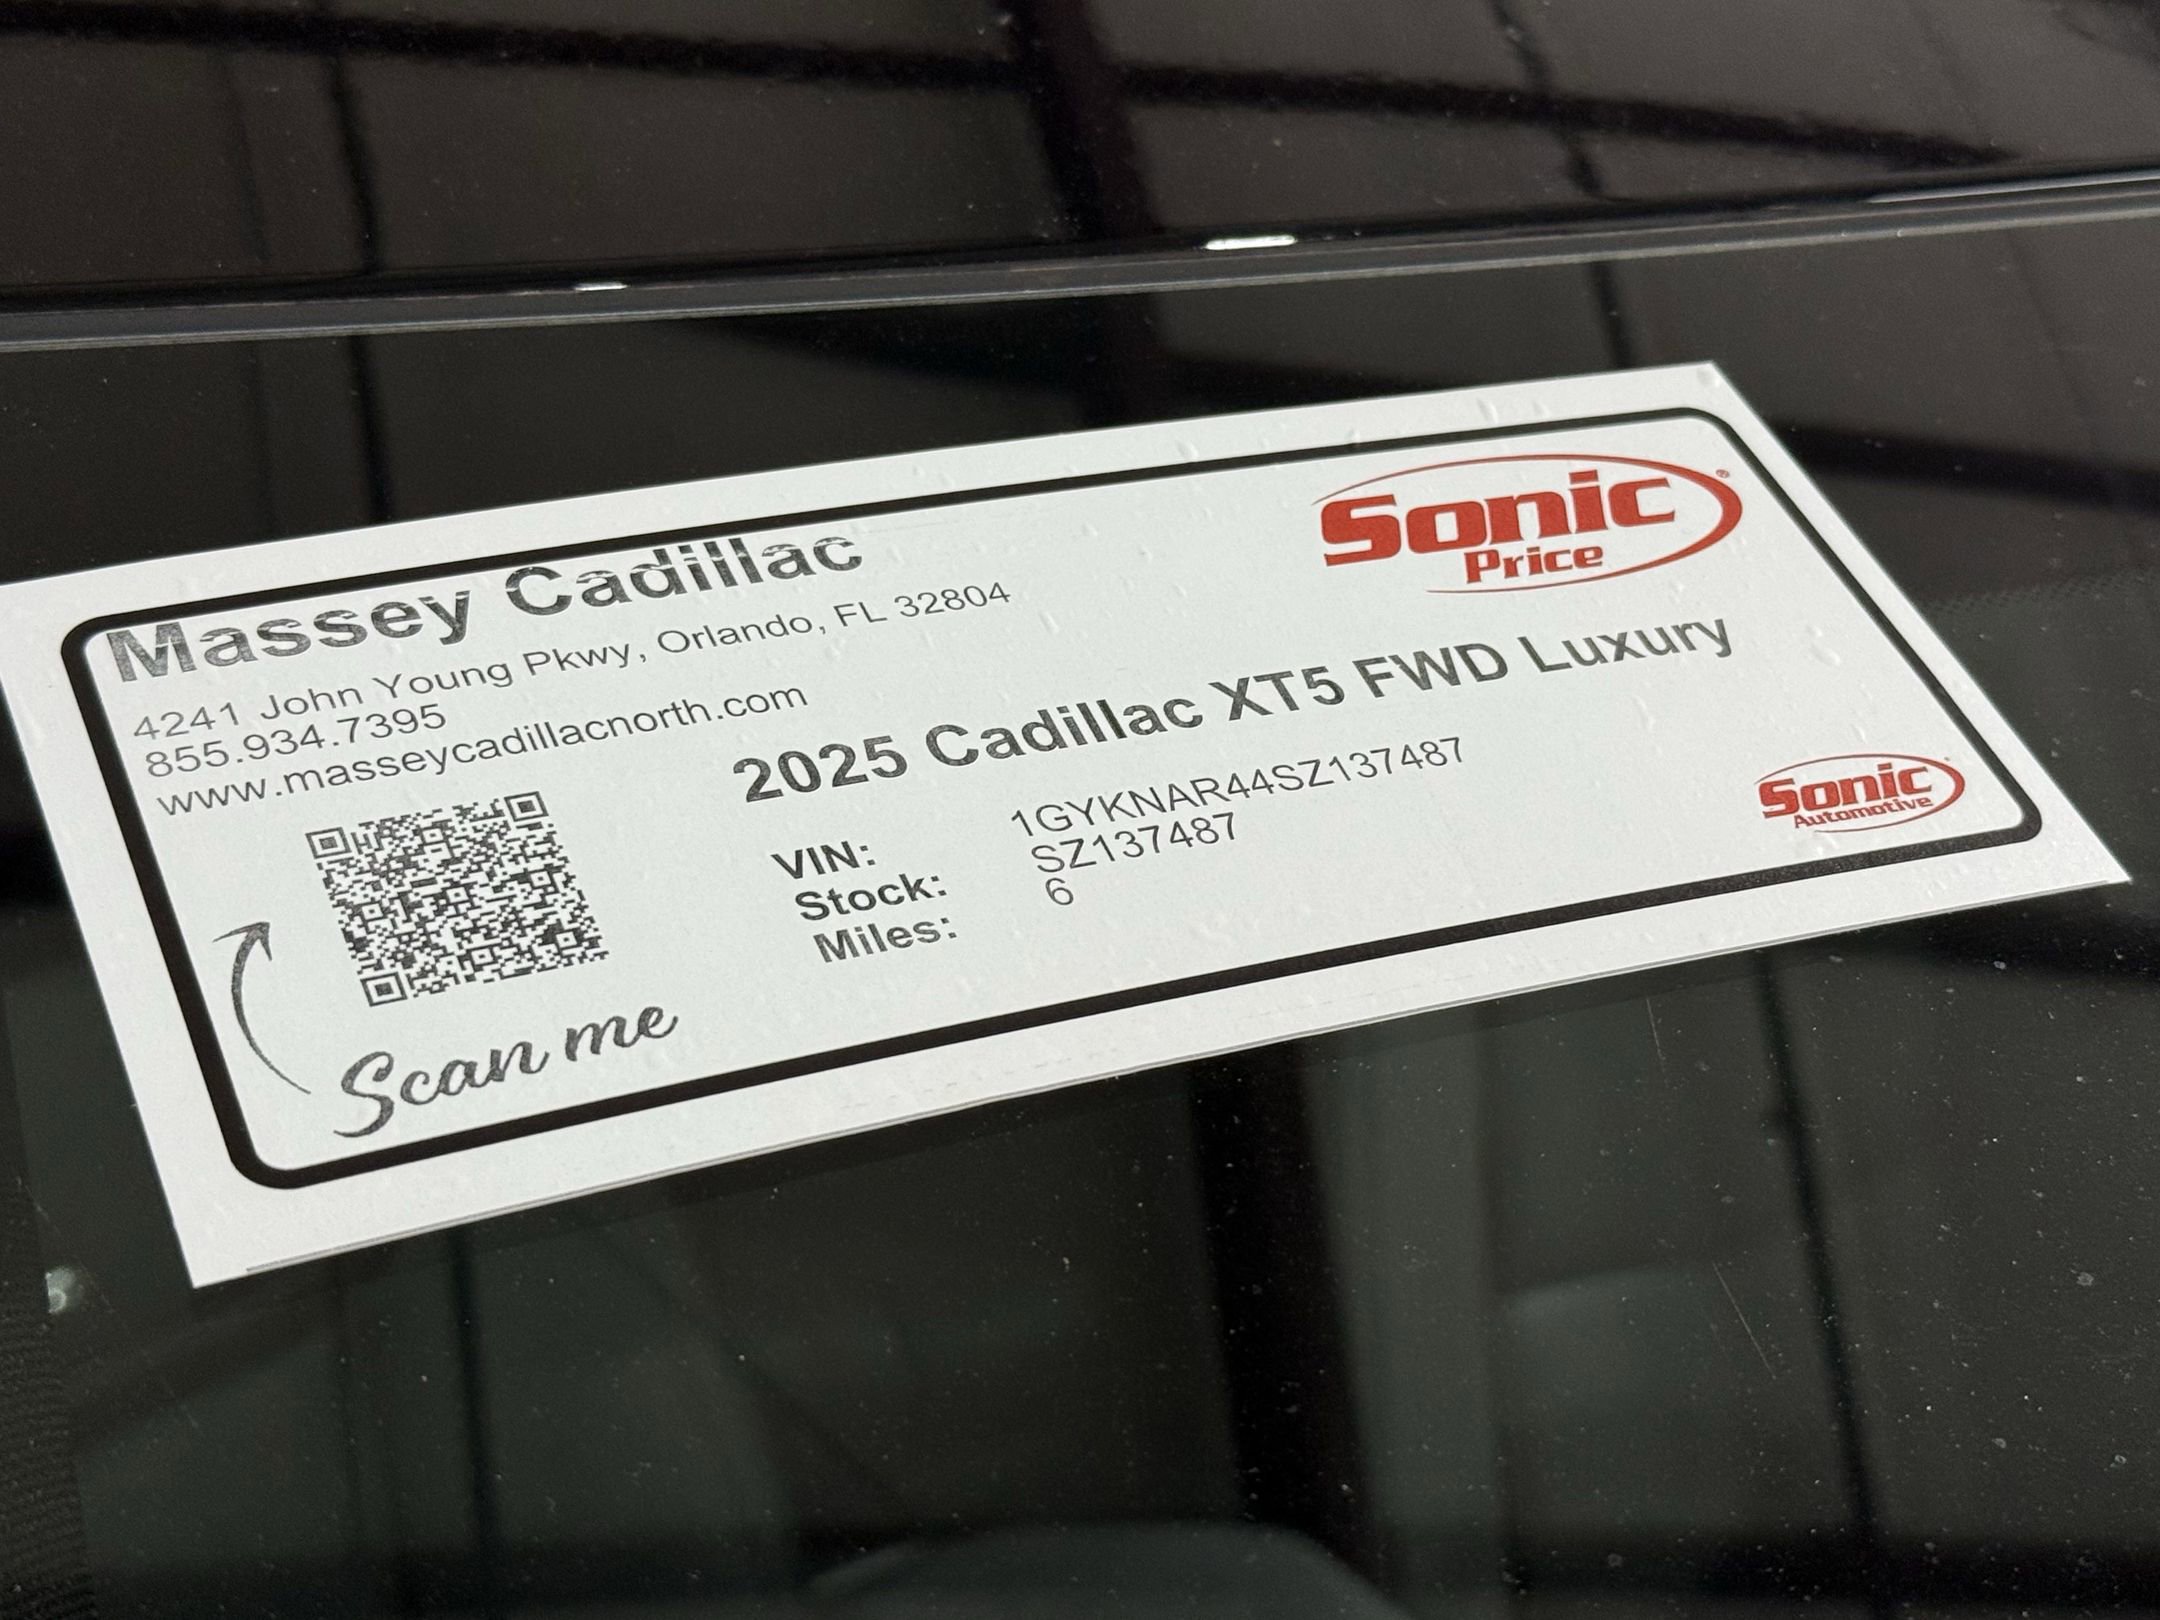 Massey Cadillac
4241 John Young Pkwy, Orlando, FL 32804
855.934.7395
www.masseycadillacnorth.com
Sonic®
Price
2025 Cadillac XT5 FWD Luxury
VIN: 1GYKNAR44SZ137487
Stock: SZ137487
Miles: 6
Scan me
Sonic
Automotive